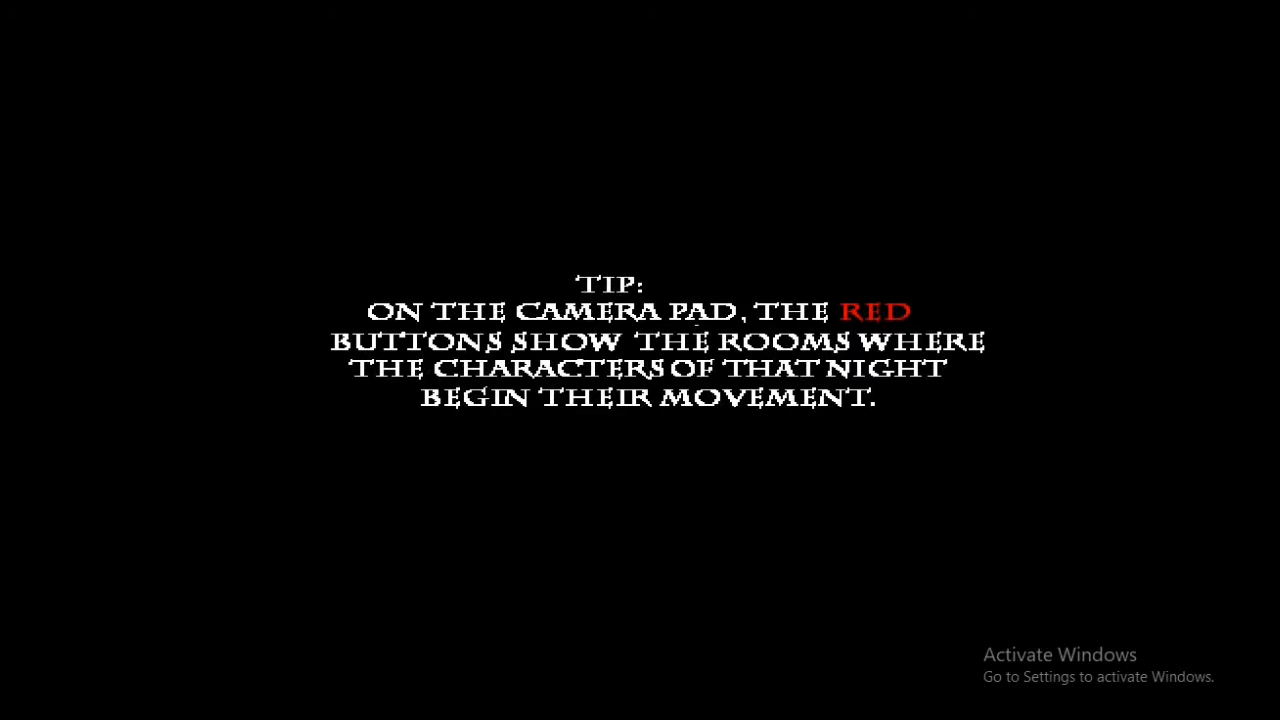 TIP:
ON THE CAMERA PAD, THE RED
BUTTONS SHOW THE ROOMS WHERE
THE CHARACTERS OF THAT NIGHT
BEGIN THEIR MOVEMENT.
Activate Windows
Go to Settings to activate Windows.